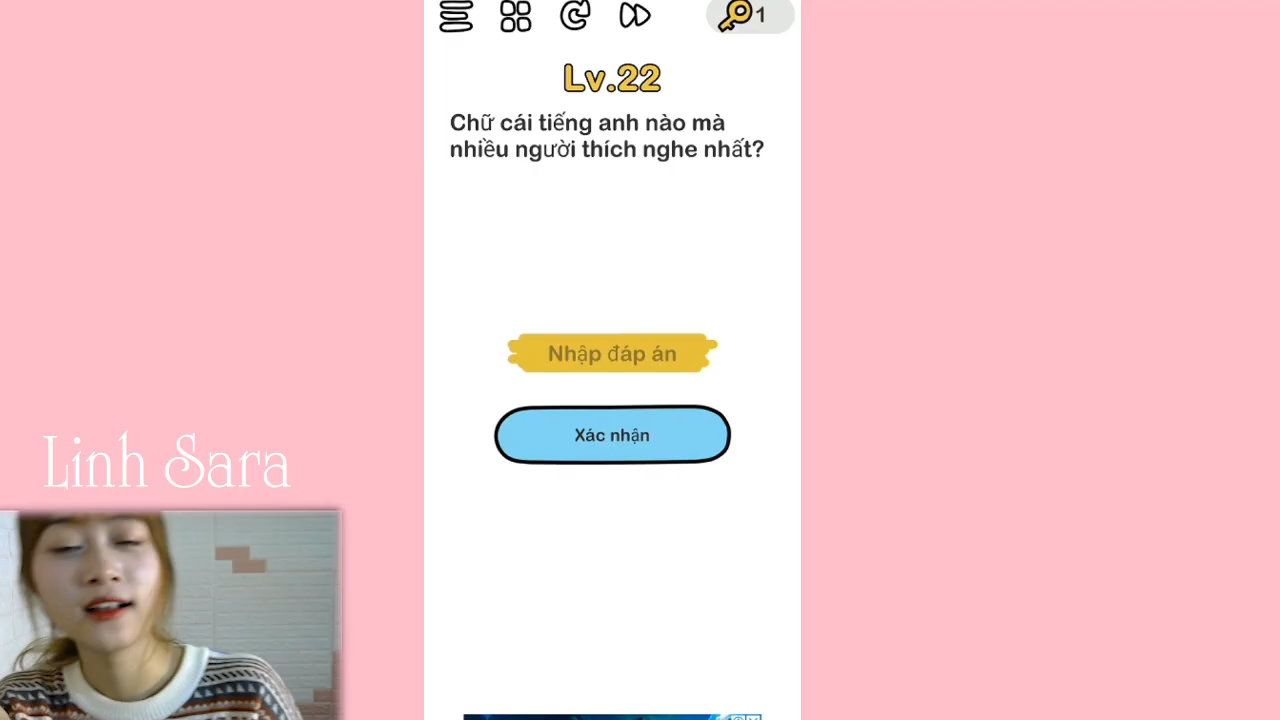 1
Lv.22
Chữ cái tiếng anh nào mà
nhiều người thích nghe nhất?
Nhập đáp án
Xác nhận
Linh Sara